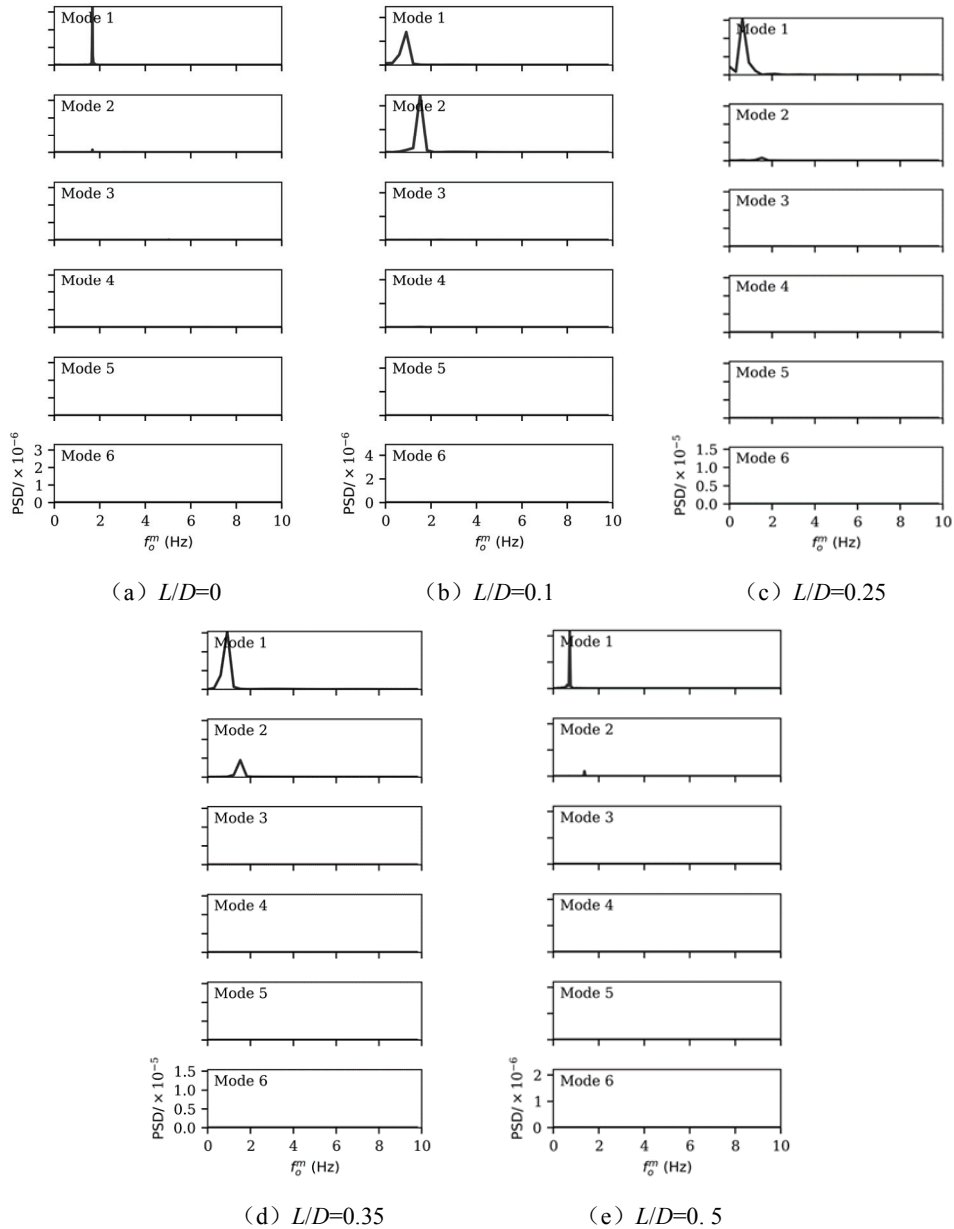 Mode 1
Mode 2
Mode 3
Mode 4
Mode 5
Mode 6
PSD/ × 10⁻⁶
3
2
1
0
0 2 4 6 8 10
f_o^m (Hz)
（a）L/D=0
Mode 1
Mode 2
Mode 3
Mode 4
Mode 5
Mode 6
PSD/ × 10⁻⁶
4
2
0
0 2 4 6 8 10
f_o^m (Hz)
（b）L/D=0.1
Mode 1
Mode 2
Mode 3
Mode 4
Mode 5
Mode 6
PSD/ × 10⁻⁵
1.5
1.0
0.5
0.0
0 2 4 6 8 10
f_o^m (Hz)
（c）L/D=0.25
Mode 1
Mode 2
Mode 3
Mode 4
Mode 5
Mode 6
PSD/ × 10⁻⁵
1.5
1.0
0.5
0.0
0 2 4 6 8 10
f_o^m (Hz)
（d）L/D=0.35
Mode 1
Mode 2
Mode 3
Mode 4
Mode 5
Mode 6
PSD/ × 10⁻⁶
2
1
0
0 2 4 6 8 10
f_o^m (Hz)
（e）L/D=0. 5